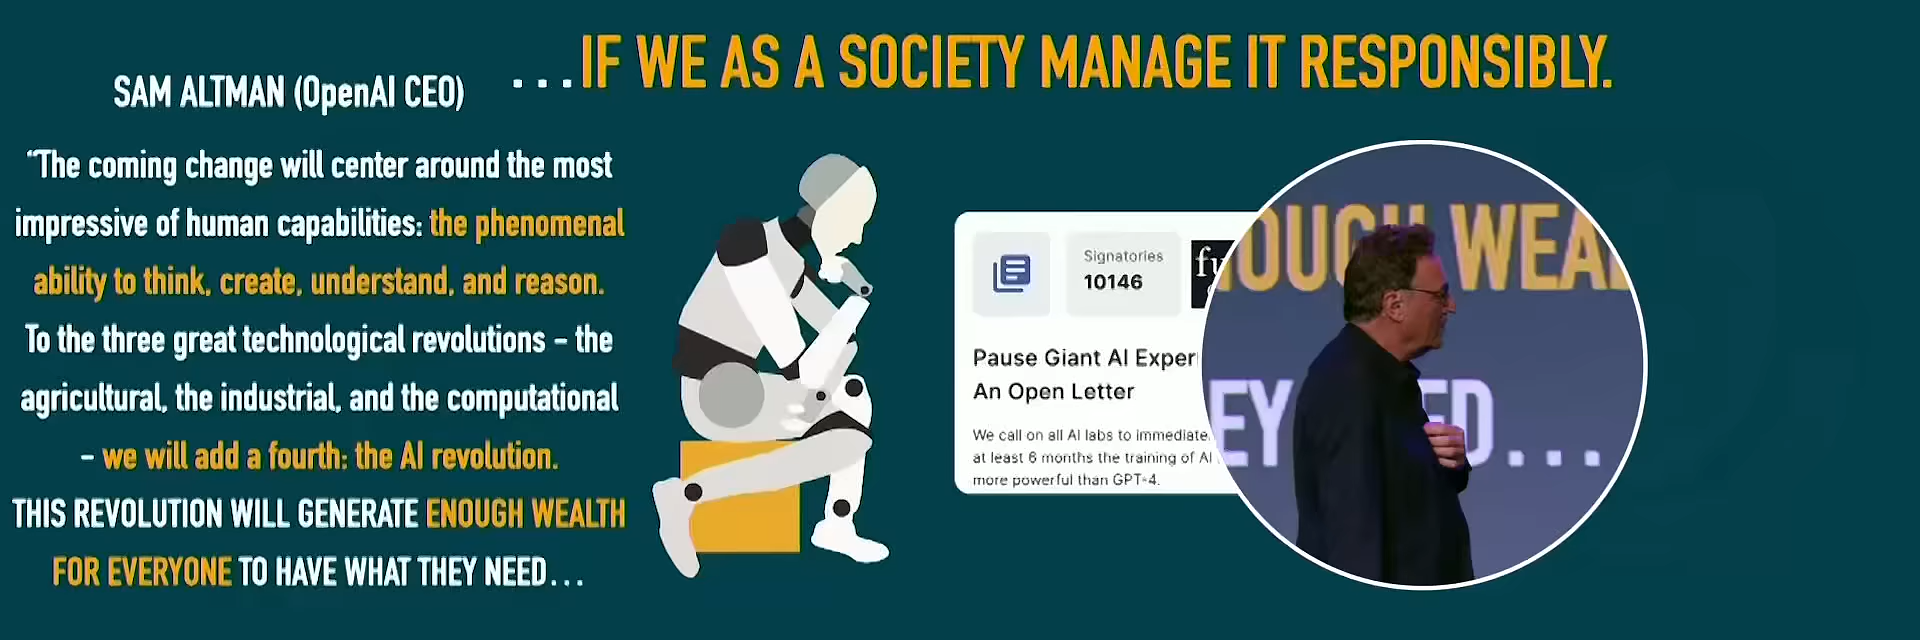 ...IF WE AS A SOCIETY MANAGE IT RESPONSIBLY.
SAM ALTMAN (OpenAI CEO)
“The coming change will center around the most
impressive of human capabilities: the phenomenal
ability to think, create, understand, and reason.
To the three great technological revolutions – the
agricultural, the industrial, and the computational
– we will add a fourth: the AI revolution.
THIS REVOLUTION WILL GENERATE ENOUGH WEALTH
FOR EVERYONE TO HAVE WHAT THEY NEED...
Signatories
10146
Pause Giant AI Exper
An Open Letter
We call on all AI labs to immediate
at least 6 months the training of AI
more powerful than GPT-4.
OUGH WEAL
EY ED...